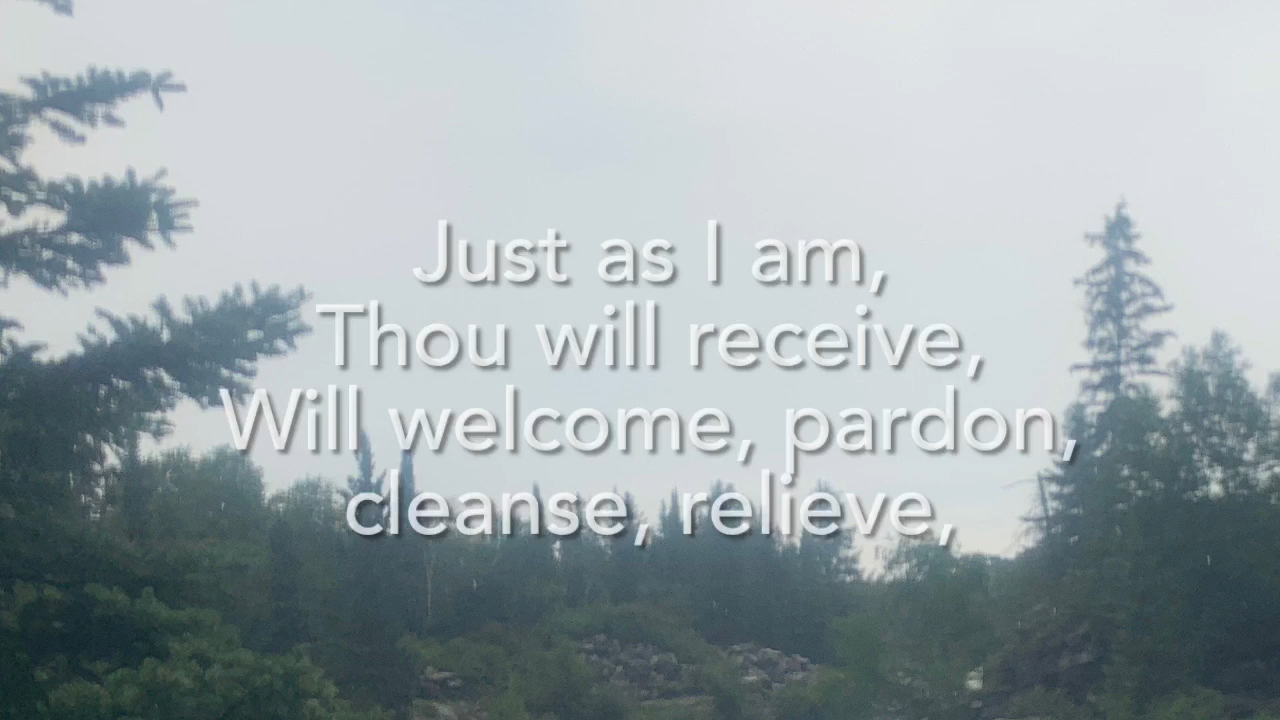 Just as I am,
Thou will receive,
Will welcome, pardon,
cleanse, relieve,